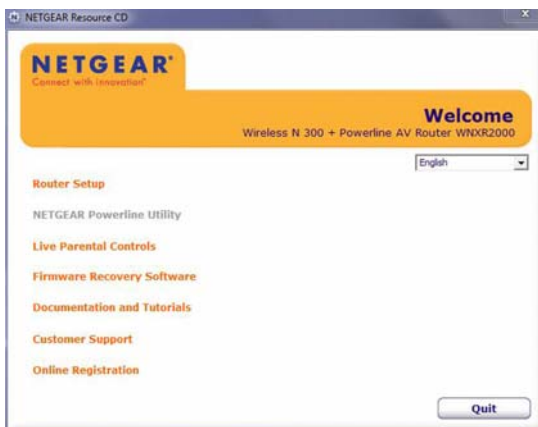 NETGEAR Resource CD
NETGEAR®
Connect with Innovation™
Welcome
Wireless N 300 + Powerline AV Router WNXR2000
English
Router Setup
NETGEAR Powerline Utility
Live Parental Controls
Firmware Recovery Software
Documentation and Tutorials
Customer Support
Online Registration
Quit